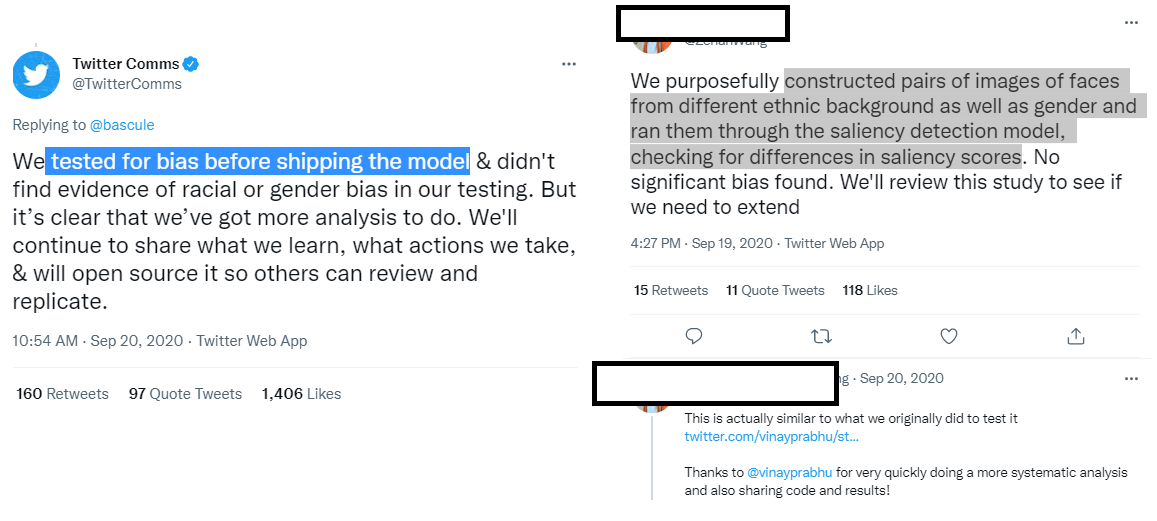 Twitter Comms
@TwitterComms
Replying to @bascule
We tested for bias before shipping the model & didn't
find evidence of racial or gender bias in our testing. But
it’s clear that we’ve got more analysis to do. We'll
continue to share what we learn, what actions we take,
& will open source it so others can review and
replicate.
10:54 AM · Sep 20, 2020 · Twitter Web App
160 Retweets 97 Quote Tweets 1,406 Likes
We purposefully constructed pairs of images of faces
from different ethnic background as well as gender and
ran them through the saliency detection model,
checking for differences in saliency scores. No
significant bias found. We'll review this study to see if
we need to extend
4:27 PM · Sep 19, 2020 · Twitter Web App
15 Retweets 11 Quote Tweets 118 Likes
· Sep 20, 2020
This is actually similar to what we originally did to test it
twitter.com/vinayprabhu/st...
Thanks to @vinayprabhu for very quickly doing a more systematic analysis
and also sharing code and results!